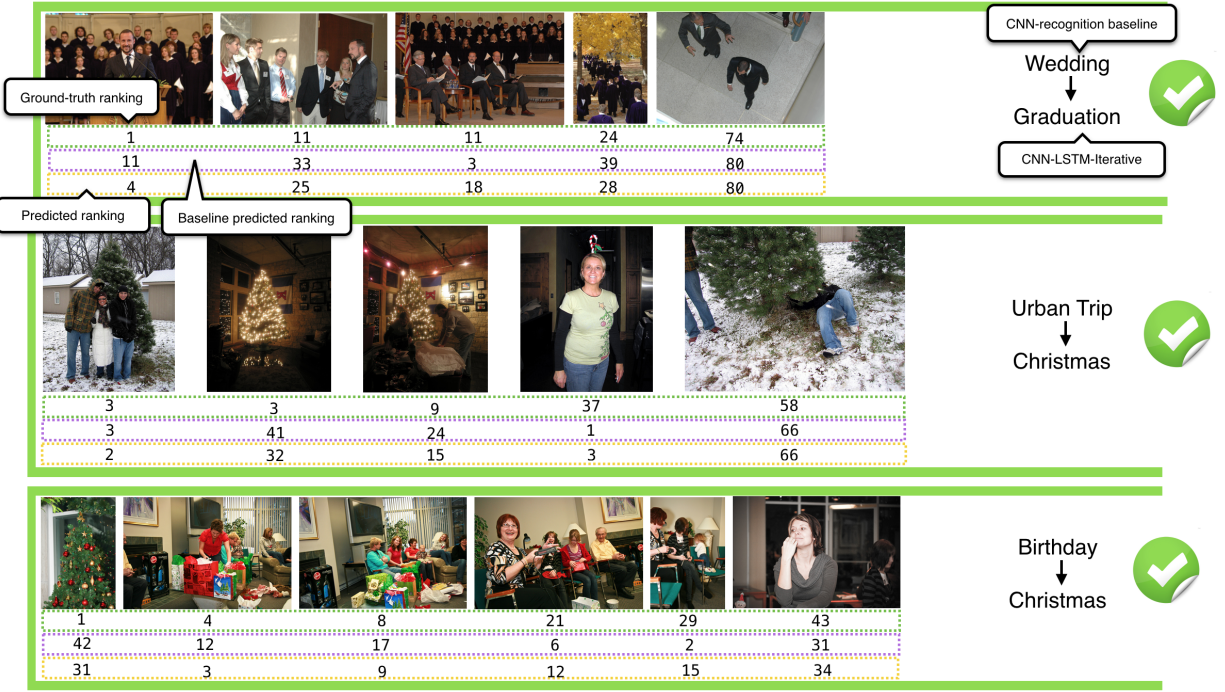 CNN-recognition baseline
Wedding
Graduation
CNN-LSTM-Iterative
Ground-truth ranking
1 11 11 24 74
11 33 3 39 80
4 25 18 28 80
Predicted ranking
Baseline predicted ranking
Urban Trip
Christmas
3 3 9 37 58
3 41 24 1 66
2 32 15 3 66
Birthday
Christmas
1 4 8 21 29 43
42 12 17 6 2 31
31 3 9 12 15 34